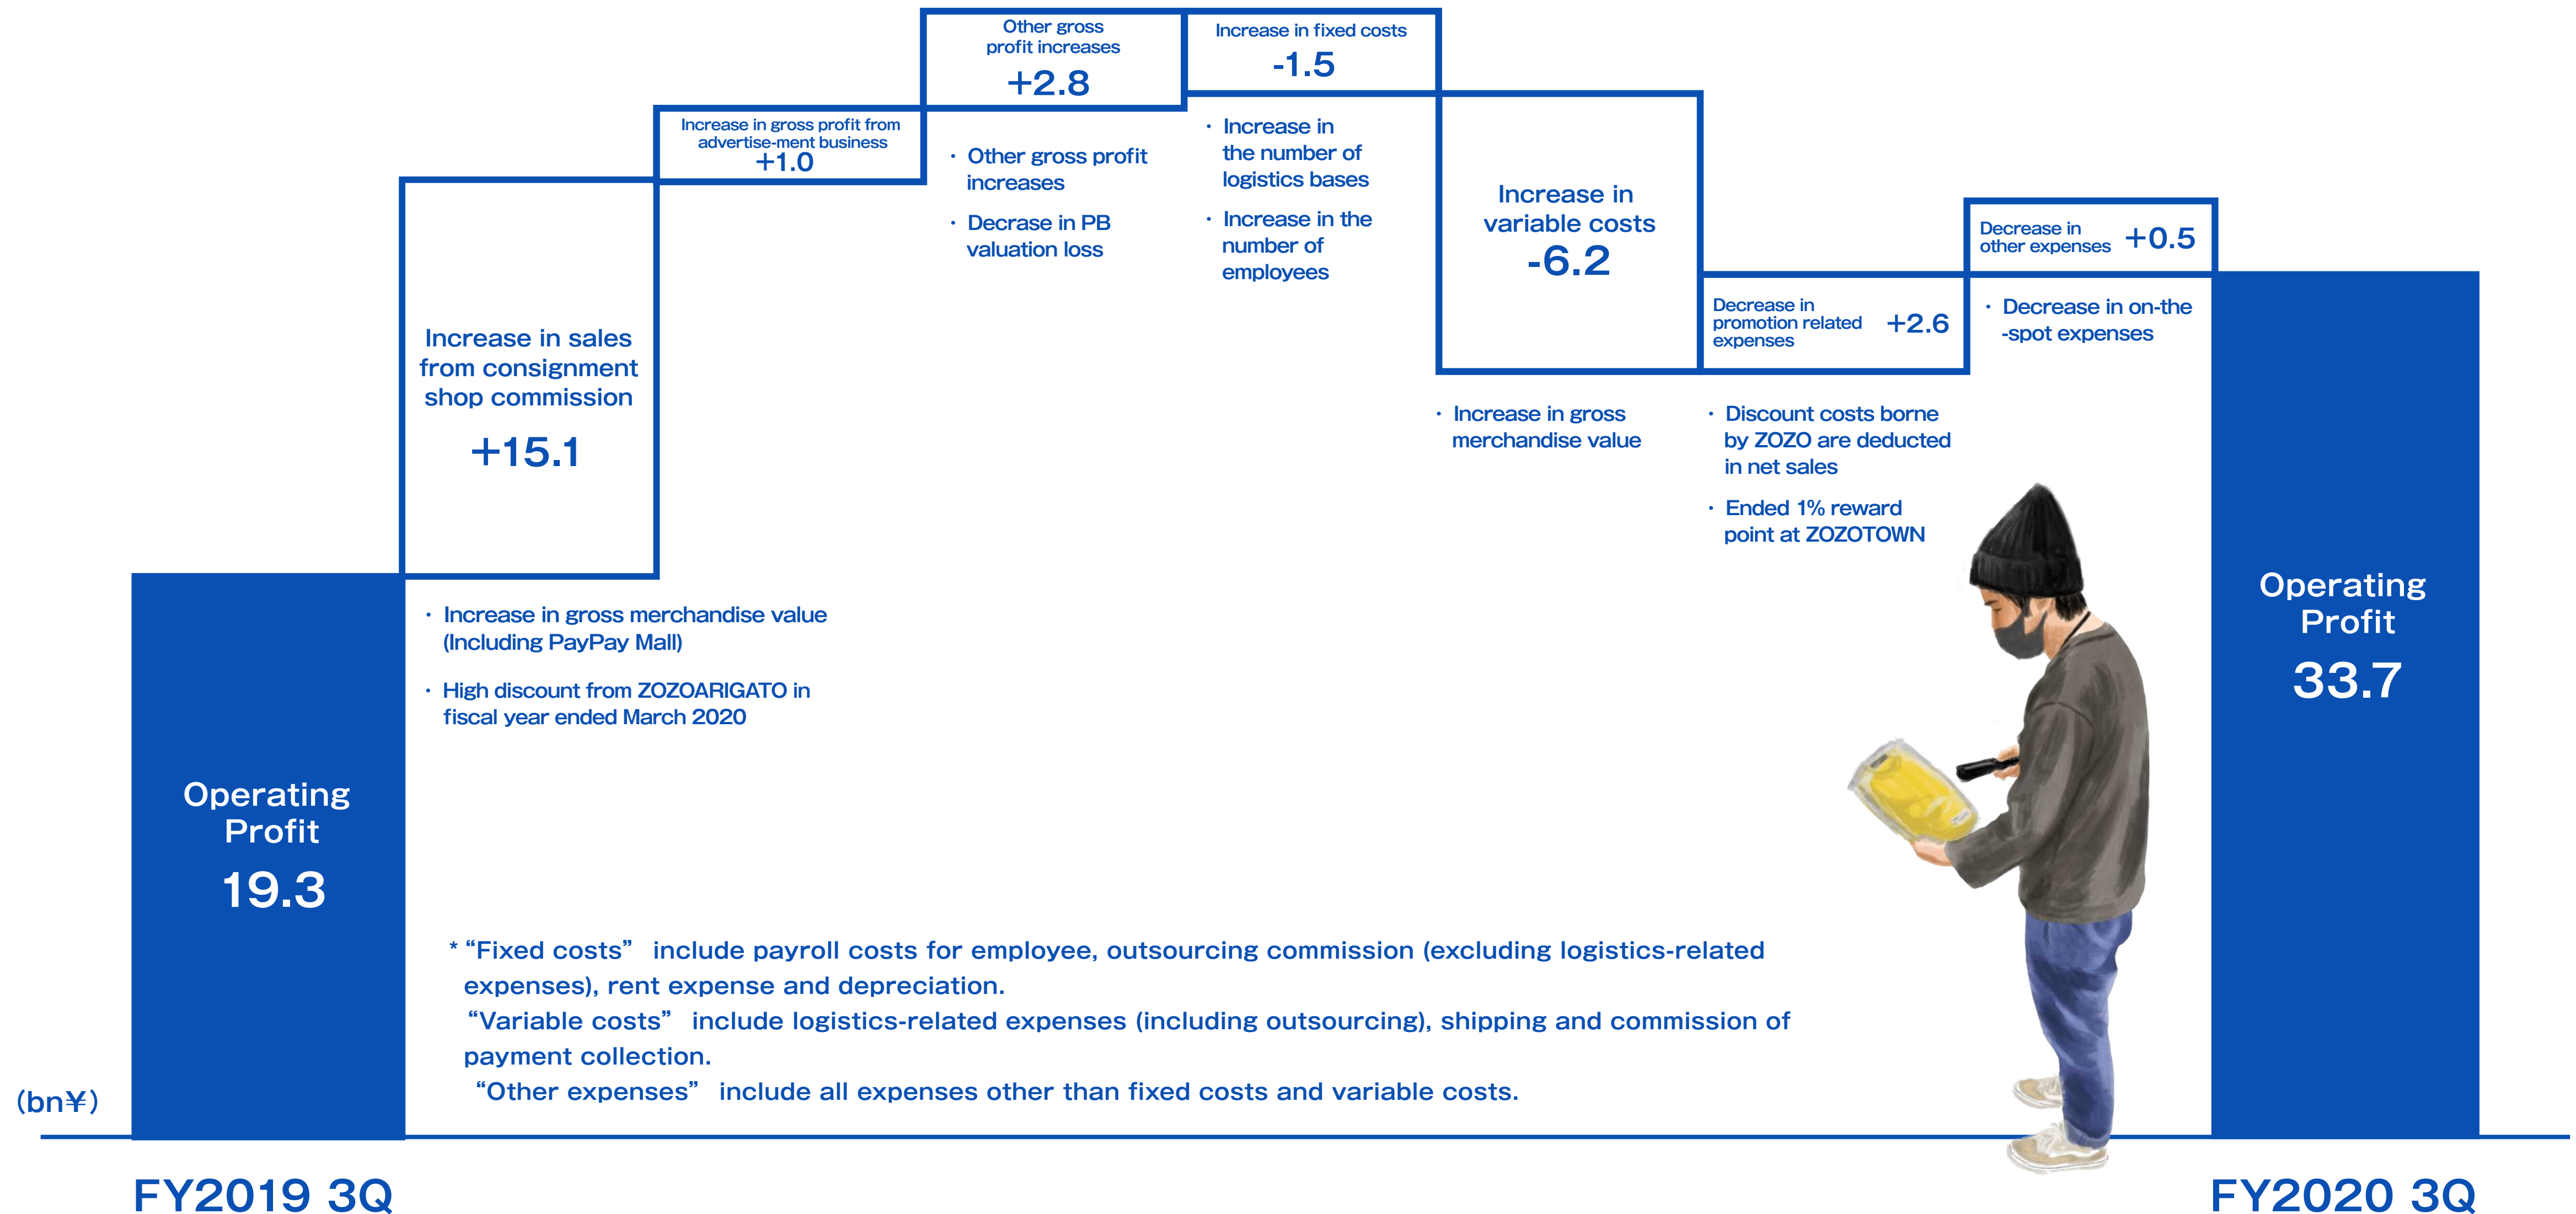 Operating
Profit
19.3
FY2019 3Q
(bn¥)
Increase in sales
from consignment
shop commission
+15.1
・ Increase in gross merchandise value
(Including PayPay Mall)
・ High discount from ZOZOARIGATO in
fiscal year ended March 2020
Increase in gross profit from
advertise-ment business
+1.0
Other gross
profit increases
+2.8
・ Other gross profit
increases
・ Decrase in PB
valuation loss
Increase in fixed costs
-1.5
・ Increase in
the number of
logistics bases
・ Increase in the
number of
employees
Increase in
variable costs
-6.2
・ Increase in gross
merchandise value
Decrease in
promotion related
expenses
+2.6
・ Discount costs borne
by ZOZO are deducted
in net sales
・ Ended 1% reward
point at ZOZOTOWN
Decrease in
other expenses
+0.5
・ Decrease in on-the
-spot expenses
Operating
Profit
33.7
FY2020 3Q
* “Fixed costs” include payroll costs for employee, outsourcing commission (excluding logistics-related
expenses), rent expense and depreciation.
“Variable costs” include logistics-related expenses (including outsourcing), shipping and commission of
payment collection.
“Other expenses” include all expenses other than fixed costs and variable costs.